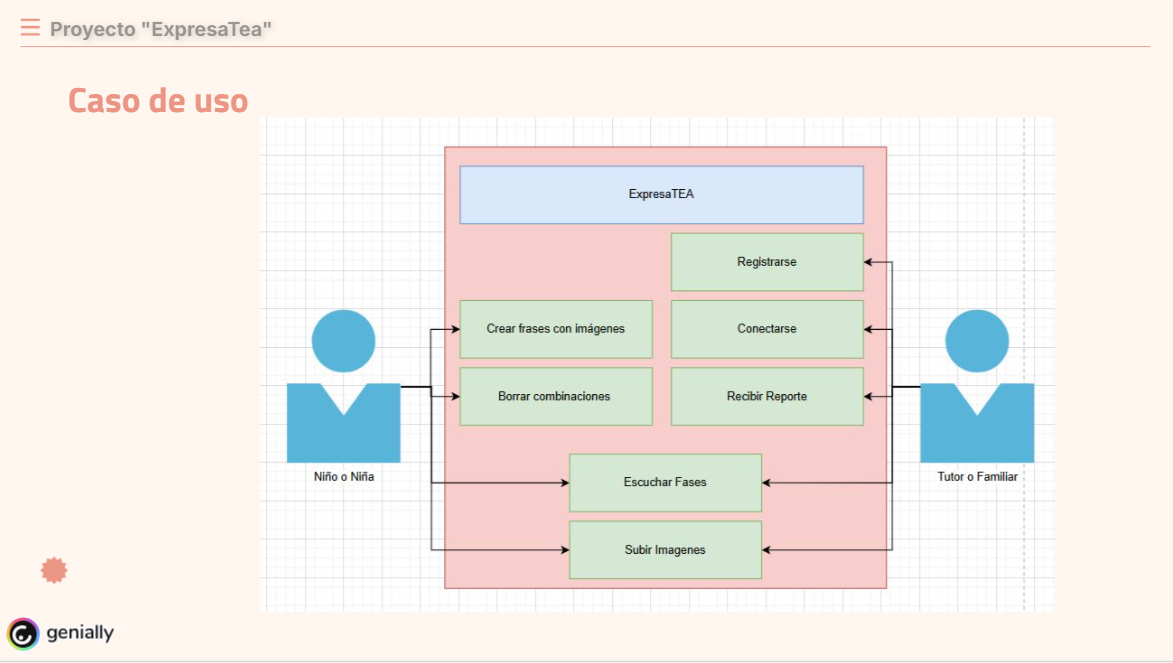 Proyecto "ExpresaTea"
Caso de uso
ExpresaTEA
Registrarse
Crear frases con imágenes
Conectarse
Borrar combinaciones
Recibir Reporte
Niño o Niña
Escuchar Fases
Tutor o Familiar
Subir Imagenes
genially